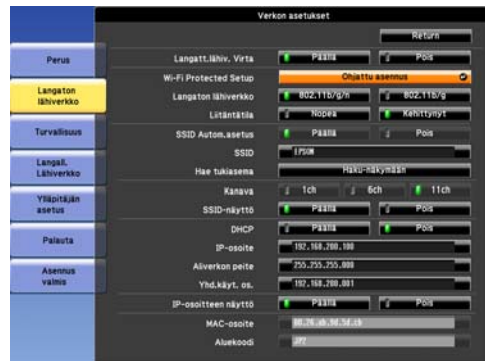 Verkon asetukset
Return
Perus
Langaton lähiverkko
Turvallisuus
Langall. Lähiverkko
Ylläpitäjän asetus
Palauta
Asennus valmis
Langatt.lähiv. Virta Päällä Pois
Wi-Fi Protected Setup Ohjattu asennus
Langaton lähiverkko 802.11b/g/n 802.11b/g
Liitäntätila Nopea Kehittynyt
SSID Autom.asetus Päällä Pois
SSID EPSON
Hae tukiasema Haku-näkymään
Kanava 1ch 6ch 11ch
SSID-näyttö Päällä Pois
DHCP Päällä Pois
IP-osoite 192.168.200.100
Aliverkon peite 255.255.255.000
Yhd.käyt. os. 192.168.200.001
IP-osoitteen näyttö Päällä Pois
MAC-osoite
Aluekoodi JP2